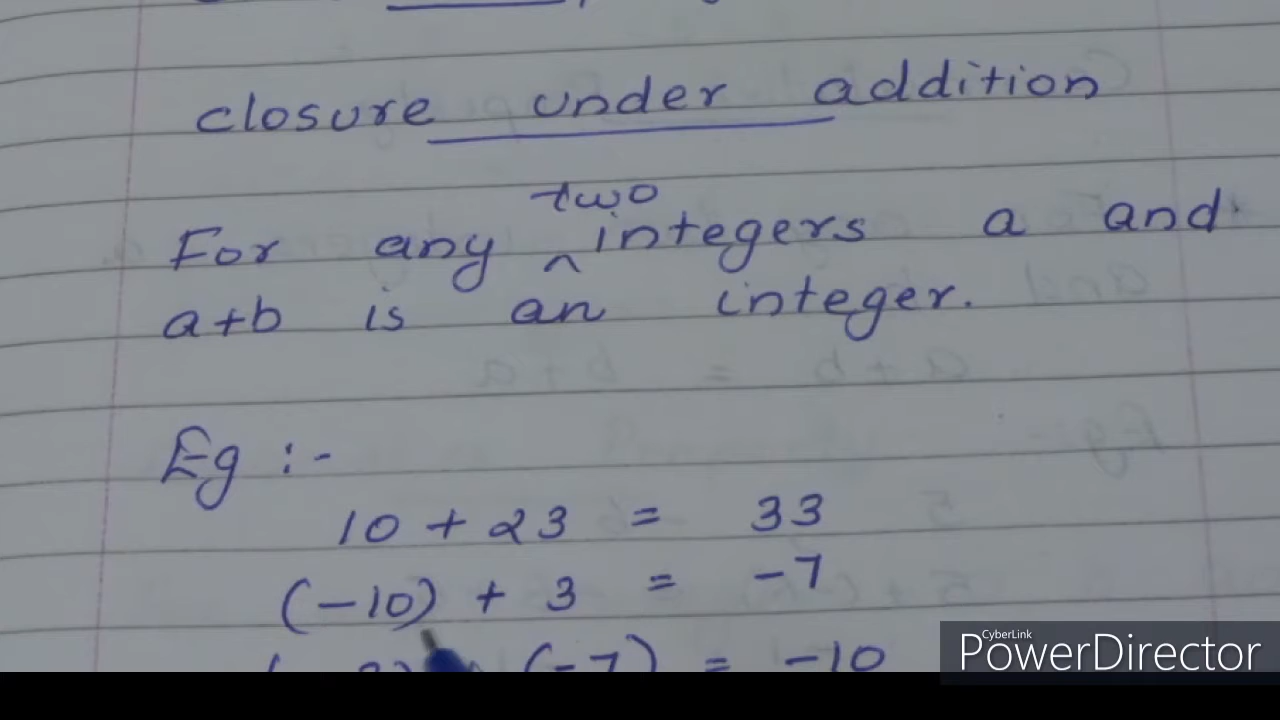 closure under addition
For any two integers a and
a+b is an integer.
Eg :-
10 + 23 = 33
(-10) + 3 = -7
(-7) = -10
CyberLink
PowerDirector